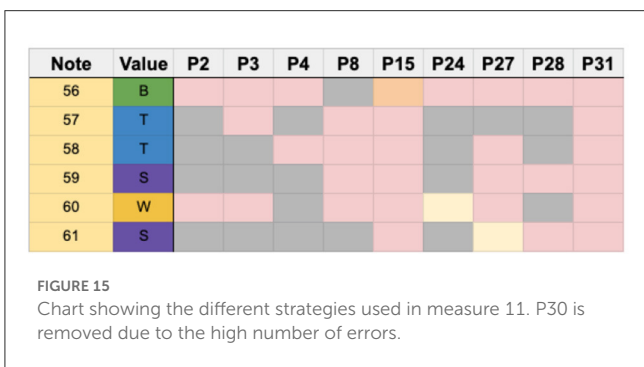 Note Value P2 P3 P4 P8 P15 P24 P27 P28 P31
56 B
57 T
58 T
59 S
60 W
61 S
FIGURE 15
Chart showing the different strategies used in measure 11. P30 is
removed due to the high number of errors.